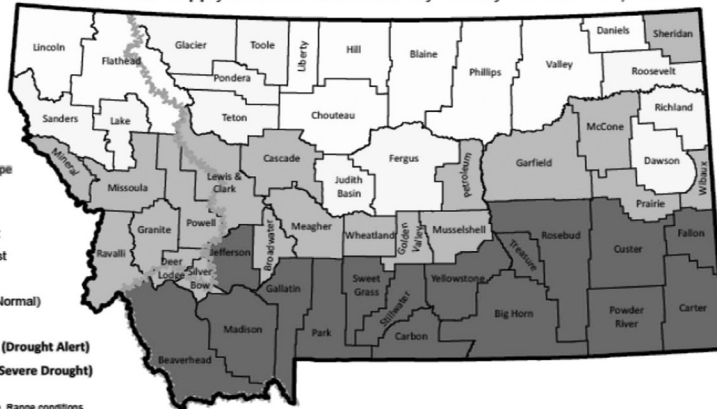 Lincoln
Flathead
Glacier
Toole
Liberty
Hill
Blaine
Phillips
Valley
Daniels
Sheridan
Roosevelt
Pondera
Teton
Chouteau
Sanders
Lake
Richland
McCone
Dawson
Wibaux
Mineral
Missoula
Lewis &
Clark
Cascade
Judith
Basin
Fergus
Petroleum
Garfield
Prairie
pe
Ravalli
Granite
Powell
Deer
Lodge
Silver
Bow
Jefferson
Broadwater
Meagher
Wheatland
Golden
Valley
Musselshell
Treasure
Rosebud
Custer
Fallon
st
Normal)
Gallatin
Sweet
Grass
Stillwater
Yellowstone
Big Horn
Powder
River
Carter
Madison
Park
Carbon
Beaverhead
(Drought Alert)
Severe Drought)
Range conditions